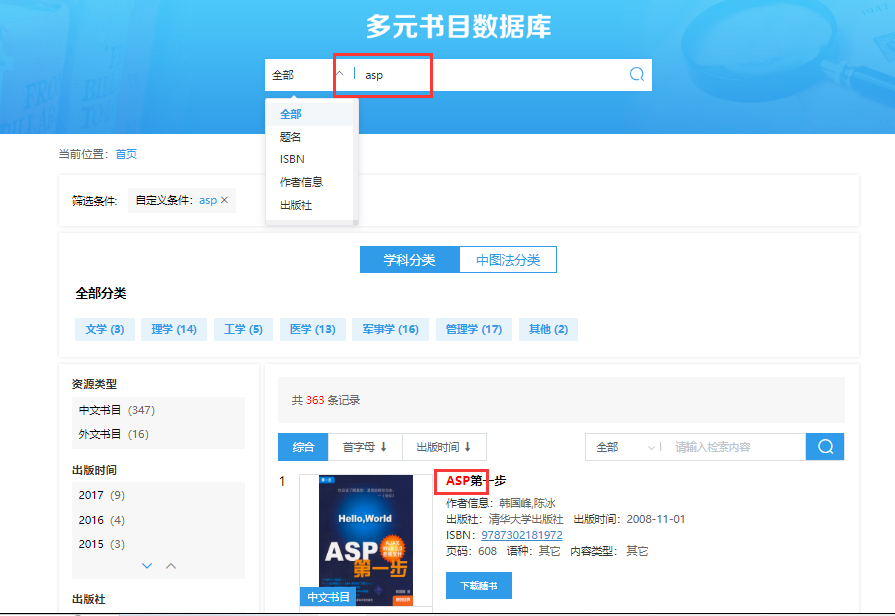 多元书目数据库
全部 asp
全部
题名
ISBN
作者信息
出版社
当前位置：首页
筛选条件: 自定义条件：asp ×
学科分类 中图法分类
全部分类
文学 (3) 理学 (14) 工学 (5) 医学 (13) 军事学 (16) 管理学 (17) 其他 (2)
资源类型
中文书目 (347)
外文书目 (16)
出版时间
2017 (9)
2016 (4)
2015 (3)
出版社
共 363 条记录
综合 首字母 ↓ 出版时间 ↓ 全部 请输入检索内容
1
Hello,World
ASP
第一步
中文书目
ASP第一步
作者信息：韩国峰,陈冰
出版社：清华大学出版社 出版时间：2008-11-01
ISBN：9787302181972
页码：608 语种：其它 内容类型：其它
下载随书